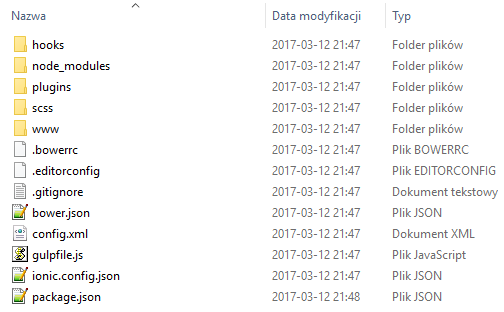 Nazwa Data modyfikacji Typ
hooks 2017-03-12 21:47 Folder plików
node_modules 2017-03-12 21:47 Folder plików
plugins 2017-03-12 21:47 Folder plików
scss 2017-03-12 21:47 Folder plików
www 2017-03-12 21:47 Folder plików
.bowerrc 2017-03-12 21:47 Plik BOWERRC
.editorconfig 2017-03-12 21:47 Plik EDITORCONFIG
.gitignore 2017-03-12 21:47 Dokument tekstowy
bower.json 2017-03-12 21:47 Plik JSON
config.xml 2017-03-12 21:47 Dokument XML
gulpfile.js 2017-03-12 21:47 Plik JavaScript
ionic.config.json 2017-03-12 21:47 Plik JSON
package.json 2017-03-12 21:48 Plik JSON